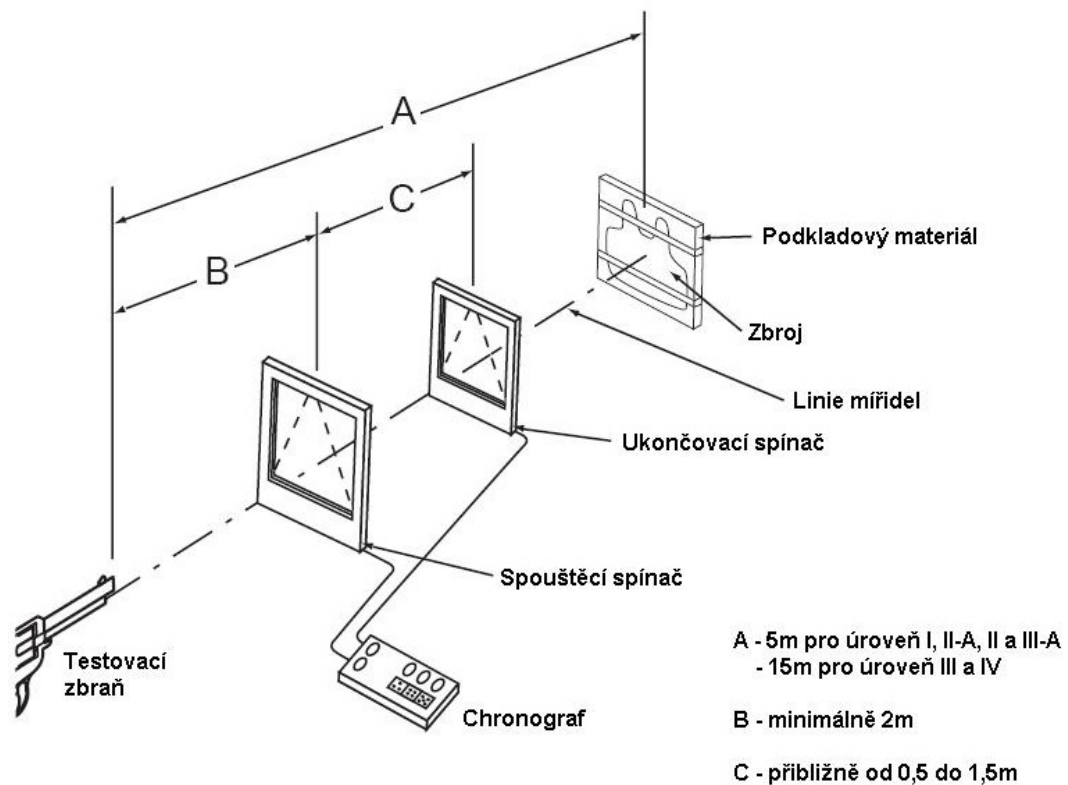 A
C
B
Podkladový materiál
Zbroj
Linie mířidel
Ukončovací spínač
Spouštěcí spínač
Testovací
zbraň
Chronograf
A - 5m pro úroveň I, II-A, II a III-A
- 15m pro úroveň III a IV
B - minimálně 2m
C - přibližně od 0,5 do 1,5m